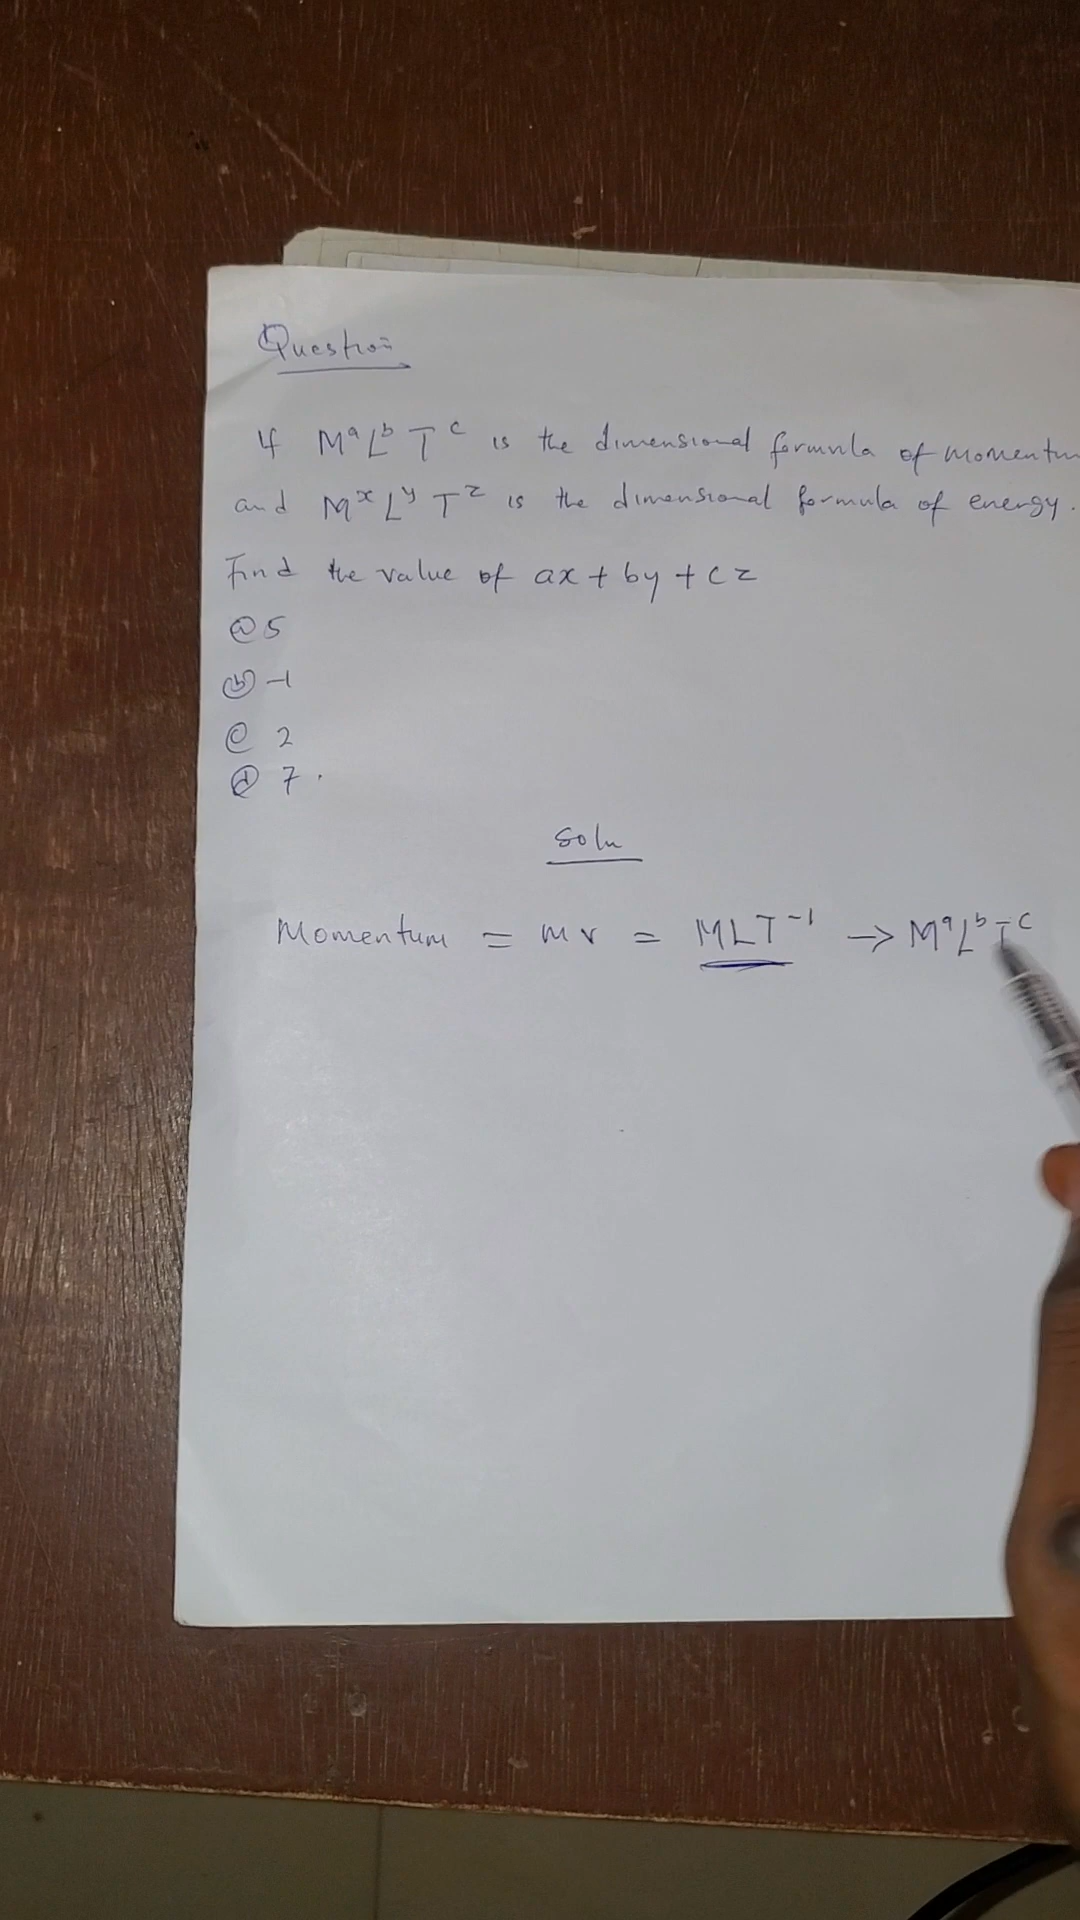 Question
If MᵃLᵇTᶜ is the dimensional formula of momentum
and MˣLʸTᶻ is the dimensional formula of energy.
Find the value of ax + by + cz
ⓐ 5
ⓑ -1
ⓒ 2
ⓓ 7.
Soln
Momentum = mv = MLT⁻¹ → MᵃLᵇTᶜ